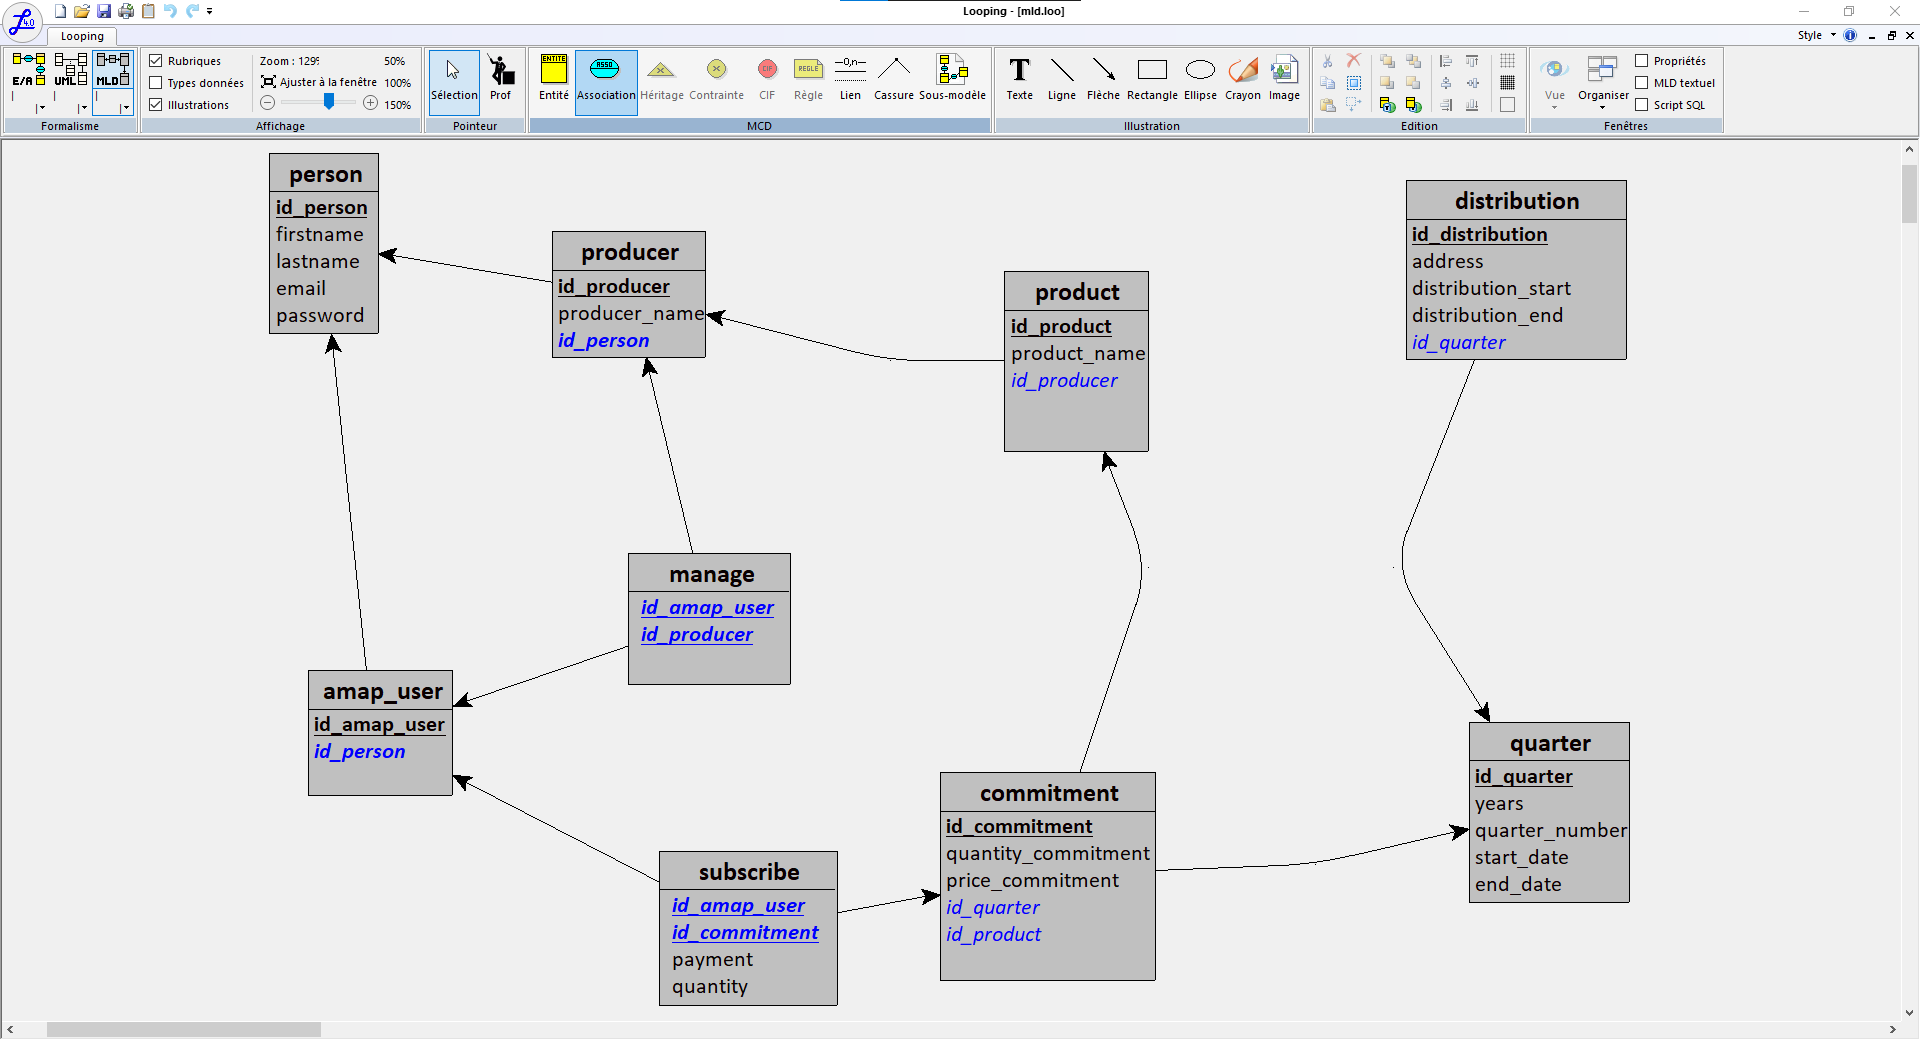 Looping - [mld.loo]
4.0
Looping
Style
E/A
UML
MLD
Formalisme
Rubriques
Types données
Illustrations
Zoom : 129%
50%
Ajuster à la fenêtre
100%
150%
Affichage
Sélection
Prof
Pointeur
ENTITÉ
Entité
ASSO
Association
Héritage
Contrainte
CIF
CIF
RÈGLE
Règle
—0,n—
Lien
Cassure
Sous-modèle
MCD
T
Texte
Ligne
Flèche
Rectangle
Ellipse
Crayon
Image
Illustration
Edition
Vue
Organiser
Propriétés
MLD textuel
Script SQL
Fenêtres
person
id_person
firstname
lastname
email
password
producer
id_producer
producer_name
id_person
product
id_product
product_name
id_producer
distribution
id_distribution
address
distribution_start
distribution_end
id_quarter
manage
id_amap_user
id_producer
amap_user
id_amap_user
id_person
subscribe
id_amap_user
id_commitment
payment
quantity
commitment
id_commitment
quantity_commitment
price_commitment
id_quarter
id_product
quarter
id_quarter
years
quarter_number
start_date
end_date